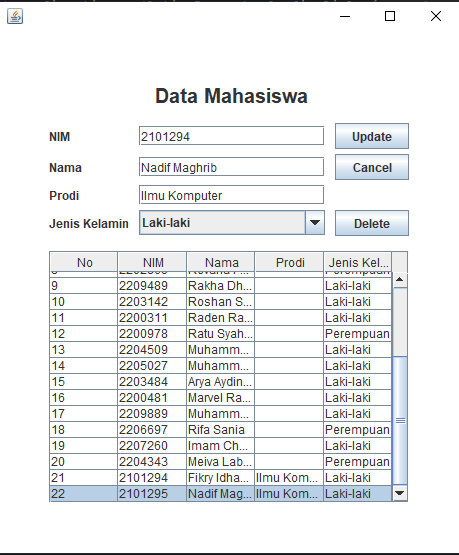 Data Mahasiswa
NIM 2101294 Update
Nama Nadif Maghrib Cancel
Prodi Ilmu Komputer
Jenis Kelamin Laki-laki Delete
No NIM Nama Prodi Jenis Kel...
9 2209489 Rakha Dh... Laki-laki
10 2203142 Roshan S... Laki-laki
11 2200311 Raden Ra... Laki-laki
12 2200978 Ratu Syah... Perempuan
13 2204509 Muhamm... Laki-laki
14 2205027 Muhamm... Laki-laki
15 2203484 Arya Aydin... Laki-laki
16 2200481 Marvel Ra... Laki-laki
17 2209889 Muhamm... Laki-laki
18 2206697 Rifa Sania Perempuan
19 2207260 Imam Ch... Laki-laki
20 2204343 Meiva Lab... Perempuan
21 2101294 Fikry Idha... Ilmu Kom... Laki-laki
22 2101295 Nadif Mag... Ilmu Kom... Laki-laki